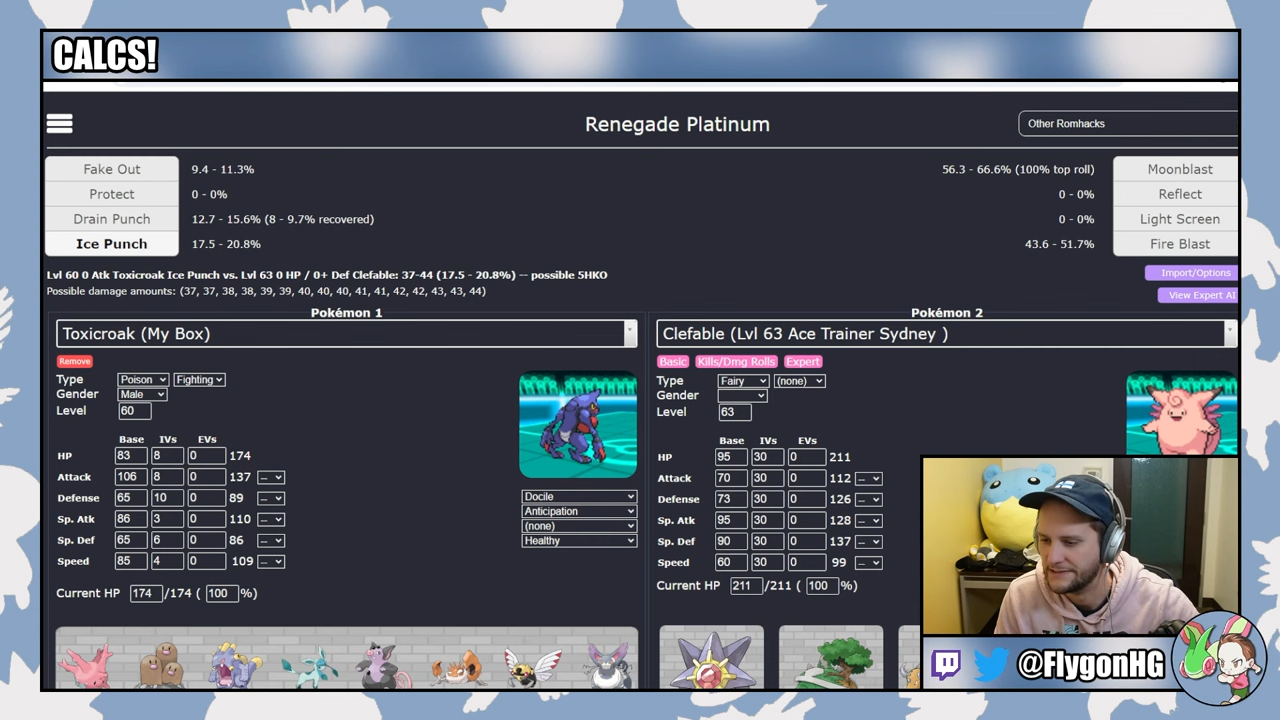 CALCS!
Renegade Platinum
Other Romhacks
Fake Out 9.4 - 11.3%
Protect 0 - 0%
Drain Punch 12.7 - 15.6% (8 - 9.7% recovered)
Ice Punch 17.5 - 20.8%
56.3 - 66.6% (100% top roll) Moonblast
0 - 0% Reflect
0 - 0% Light Screen
43.6 - 51.7% Fire Blast
Lvl 60 0 Atk Toxicroak Ice Punch vs. Lvl 63 0 HP / 0+ Def Clefable: 37-44 (17.5 - 20.8%) -- possible 5HKO
Possible damage amounts: (37, 37, 38, 38, 39, 39, 40, 40, 40, 41, 41, 42, 42, 43, 43, 44)
Import/Options
View Expert AI
Pokémon 1
Toxicroak (My Box)
Remove
Type Poison Fighting
Gender Male
Level 60
Base IVs EVs
HP 83 8 0 174
Attack 106 8 0 137 --
Defense 65 10 0 89 --
Sp. Atk 86 3 0 110 --
Sp. Def 65 6 0 86 --
Speed 85 4 0 109 --
Docile
Anticipation
(none)
Healthy
Current HP 174 /174 ( 100 %)
Pokémon 2
Clefable (Lvl 63 Ace Trainer Sydney )
Basic Kills/Dmg Rolls Expert
Type Fairy (none)
Gender
Level 63
Base IVs EVs
HP 95 30 0 211
Attack 70 30 0 112 --
Defense 73 30 0 126 --
Sp. Atk 95 30 0 128 --
Sp. Def 90 30 0 137 --
Speed 60 30 0 99 --
Current HP 211 /211 ( 100 %)
@FlygonHG